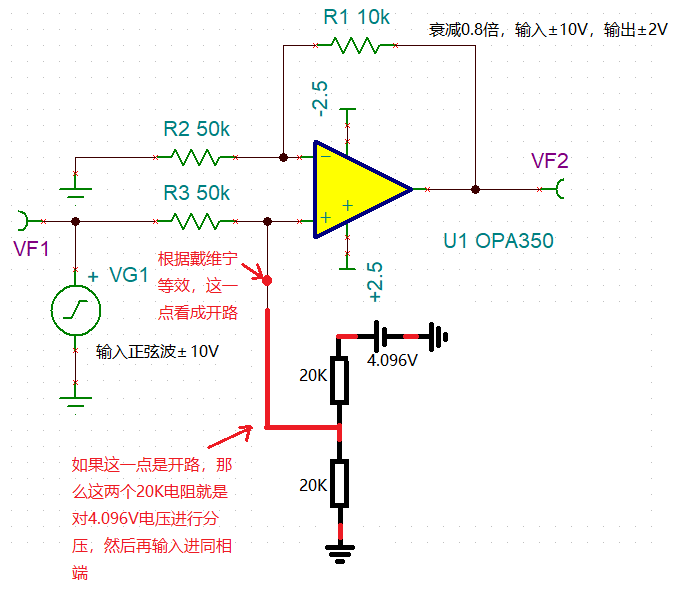 R1 10k
衰减0.8倍，输入±10V，输出±2V
-2.5
R2 50k
R3 50k
VF2
VF1
U1 OPA350
+ VG1
+2.5
根据戴维宁
等效，这一
点看成开路
输入正弦波±10V
4.096V
20K
如果这一点是开路，那
么这两个20K电阻就是
对4.096V电压进行分
压，然后再输入进同相
端
20K